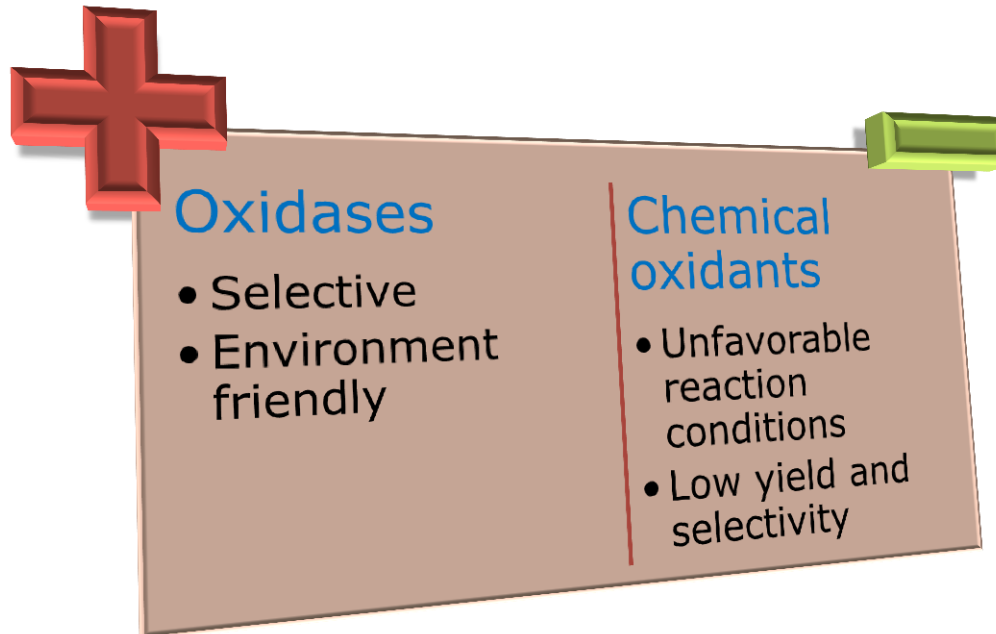 Oxidases
• Selective
• Environment
friendly
Chemical
oxidants
• Unfavorable
reaction
conditions
• Low yield and
selectivity